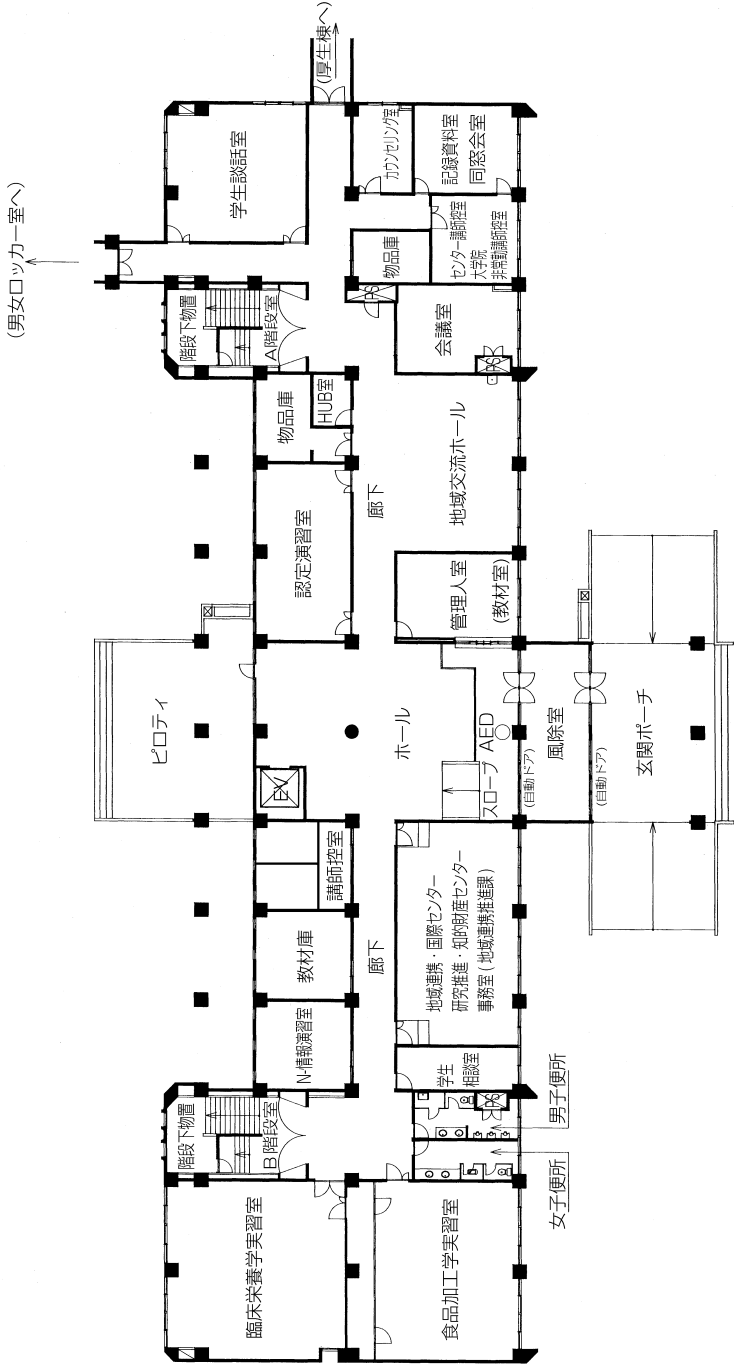 (男女ロッカー室へ)
(厚生棟へ)
学生談話室
カウンセリング室
記録資料室
同窓会室
物品庫
センター講師控室
大学院
非常勤講師控室
階段下物置
A階段室
PS
会議室
PS
物品庫
HUB室
廊下
地域交流ホール
認定演習室
管理人室
(教材室)
ピロティ
ホール
EV
スロープ
AED
(自動ドア)
風除室
(自動ドア)
玄関ポーチ
講師控室
教材庫
N-情報演習室
廊下
地域連携・国際センター
研究推進・知的財産センター
事務室(地域連携推進課)
学生
相談室
階段下物置
B階段室
PS
男子便所
女子便所
臨床栄養学実習室
食品加工学実習室